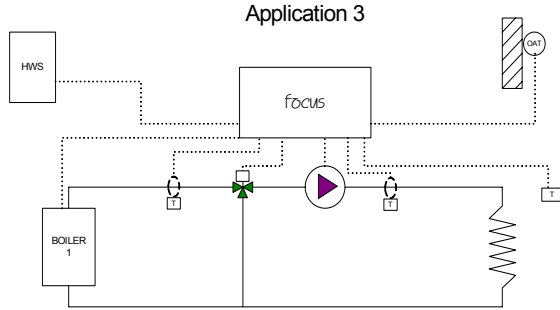 Application 3
HWS
OAT
focus
T
T
T
BOILER
1